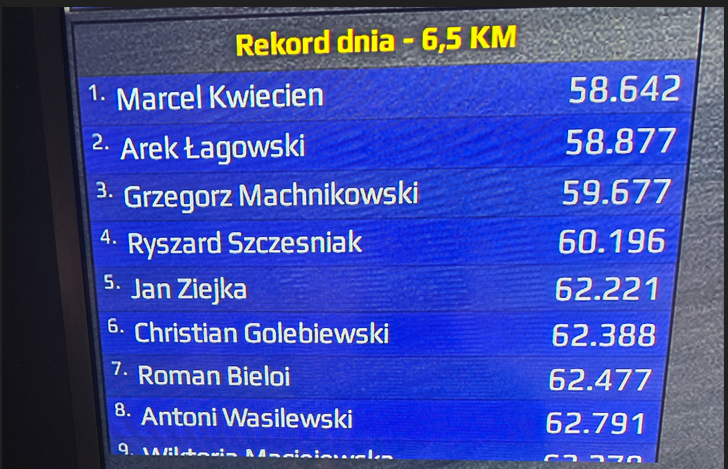 Rekord dnia - 6,5 KM
1. Marcel Kwiecien 58.642
2. Arek Łagowski 58.877
3. Grzegorz Machnikowski 59.677
4. Ryszard Szczesniak 60.196
5. Jan Ziejka 62.221
6. Christian Golebiewski 62.388
7. Roman Bieloi 62.477
8. Antoni Wasilewski 62.791
9. Wiktoria